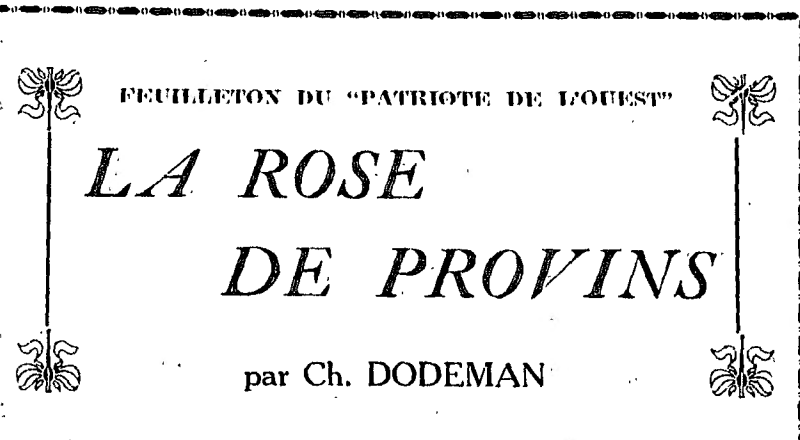 FEUILLETON DU "PATRIOTE DE L'OUEST"
LA ROSE
DE PROVINS
par Ch. DODEMAN